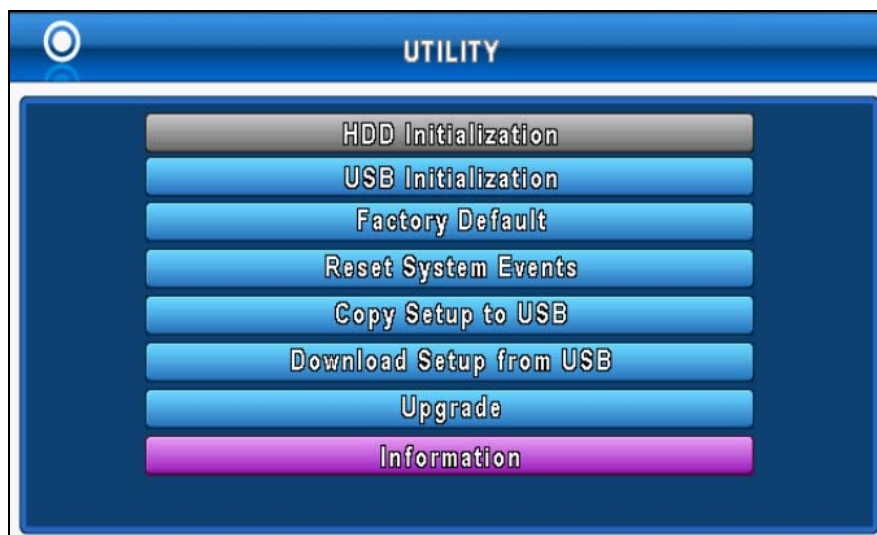 UTILITY
HDD Initialization
USB Initialization
Factory Default
Reset System Events
Copy Setup to USB
Download Setup from USB
Upgrade
Information